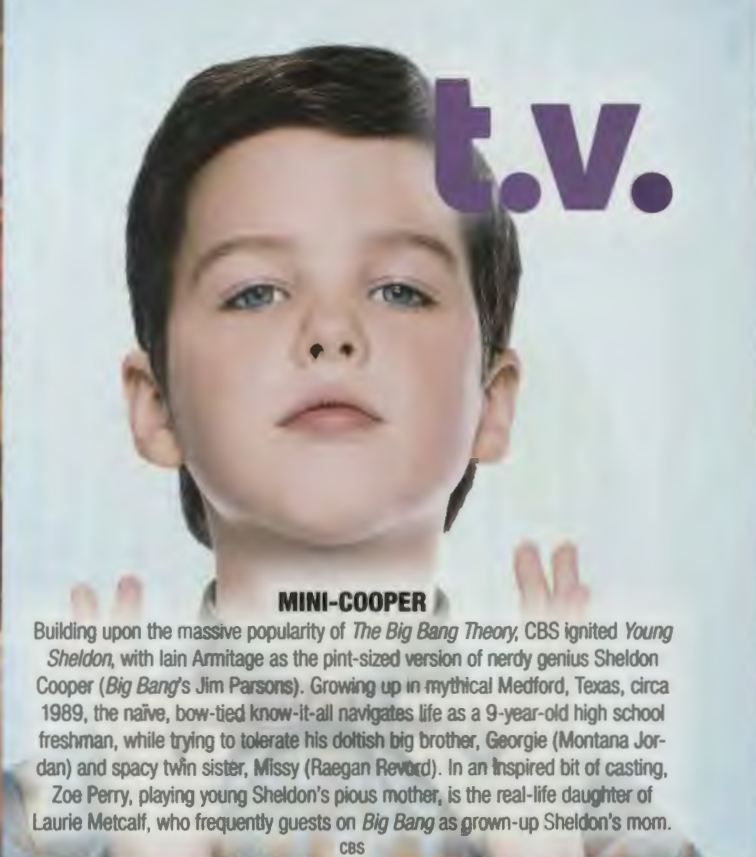 t.v.
MINI-COOPER
Building upon the massive popularity of The Big Bang Theory, CBS ignited Young
Sheldon, with Iain Armitage as the pint-sized version of nerdy genius Sheldon
Cooper (Big Bang's Jim Parsons). Growing up in mythical Medford, Texas, circa
1989, the naïve, bow-tied know-it-all navigates life as a 9-year-old high school
freshman, while trying to tolerate his doltish big brother, Georgie (Montana Jor-
dan) and spacy twin sister, Missy (Raegan Revord). In an inspired bit of casting,
Zoe Perry, playing young Sheldon's pious mother, is the real-life daughter of
Laurie Metcalf, who frequently guests on Big Bang as grown-up Sheldon's mom.
CBS